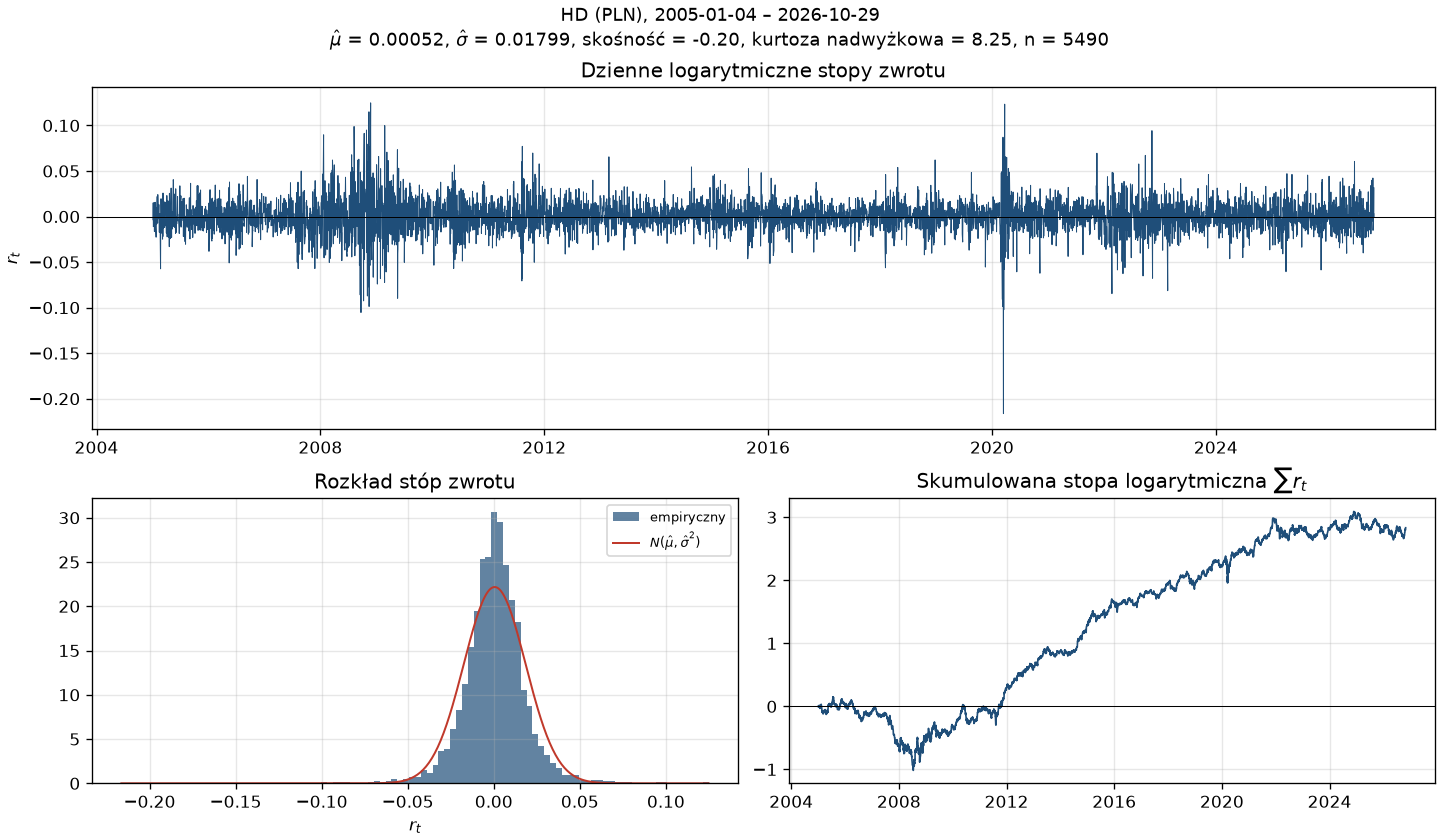 HD (PLN), 2005-01-04 – 2026-10-29
μ̂ = 0.00052, σ̂ = 0.01799, skośność = -0.20, kurtoza nadwyżkowa = 8.25, n = 5490
Dzienne logarytmiczne stopy zwrotu
0.10
0.05
0.00
−0.05
−0.10
−0.15
−0.20
r_t
2004 2008 2012 2016 2020 2024
Rozkład stóp zwrotu
30
25
20
15
10
5
0
empiryczny
N(μ̂, σ̂²)
−0.20 −0.15 −0.10 −0.05 0.00 0.05 0.10
r_t
Skumulowana stopa logarytmiczna ∑r_t
3
2
1
0
−1
2004 2008 2012 2016 2020 2024